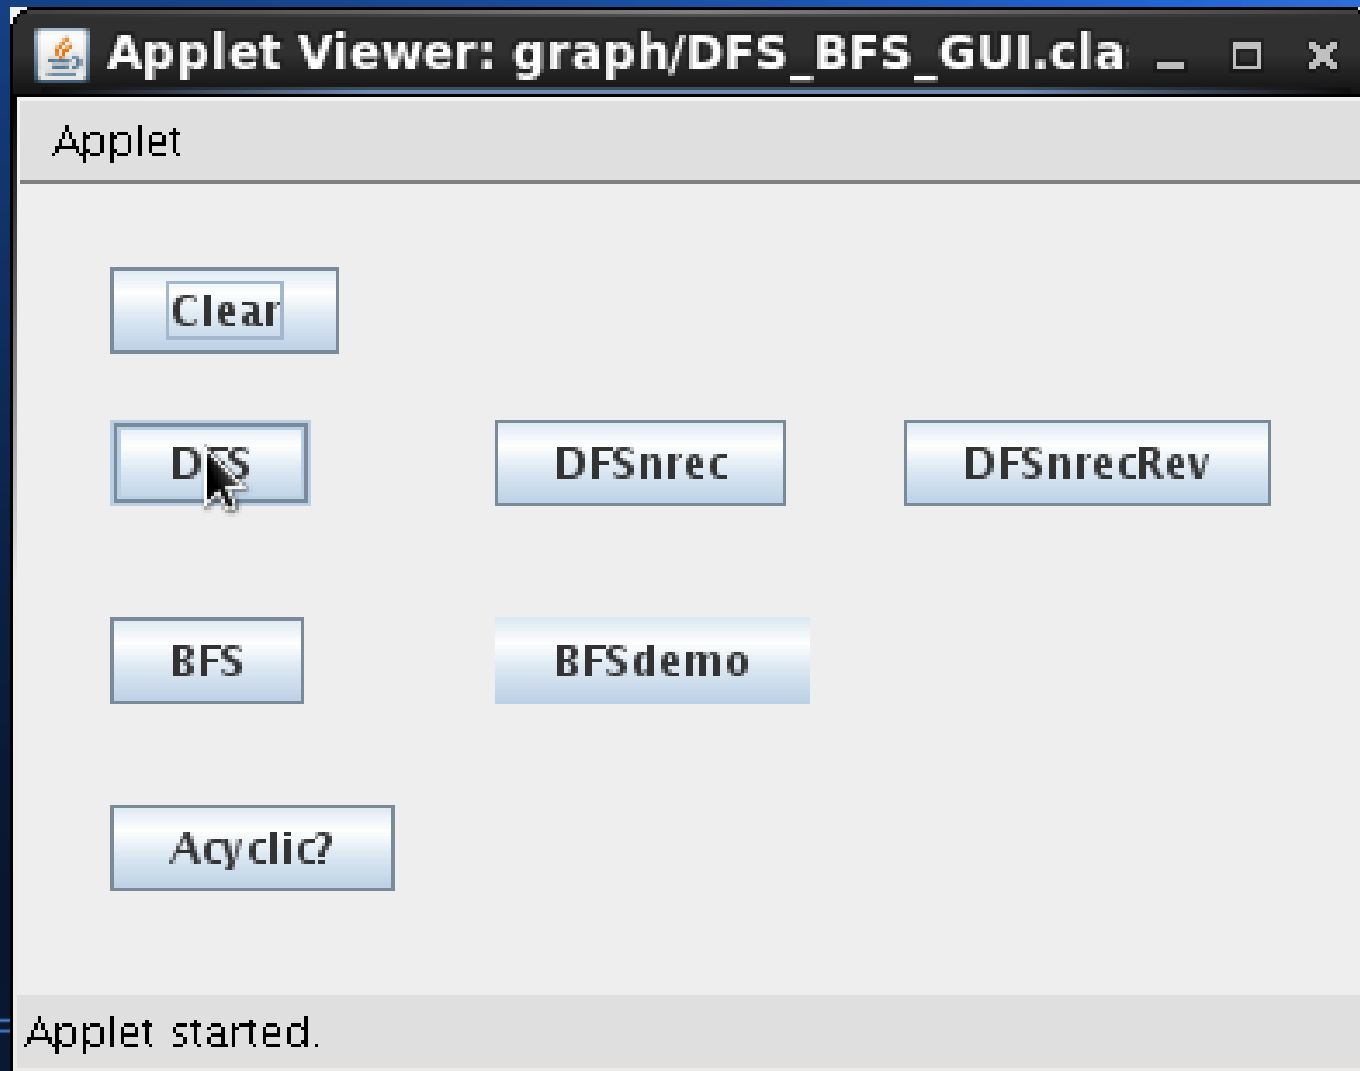 Applet Viewer: graph/DFS_BFS_GUI.cla
Applet
Clear
DFS DFSnrec DFSnrecRev
BFS BFSdemo
Acyclic?
Applet started.